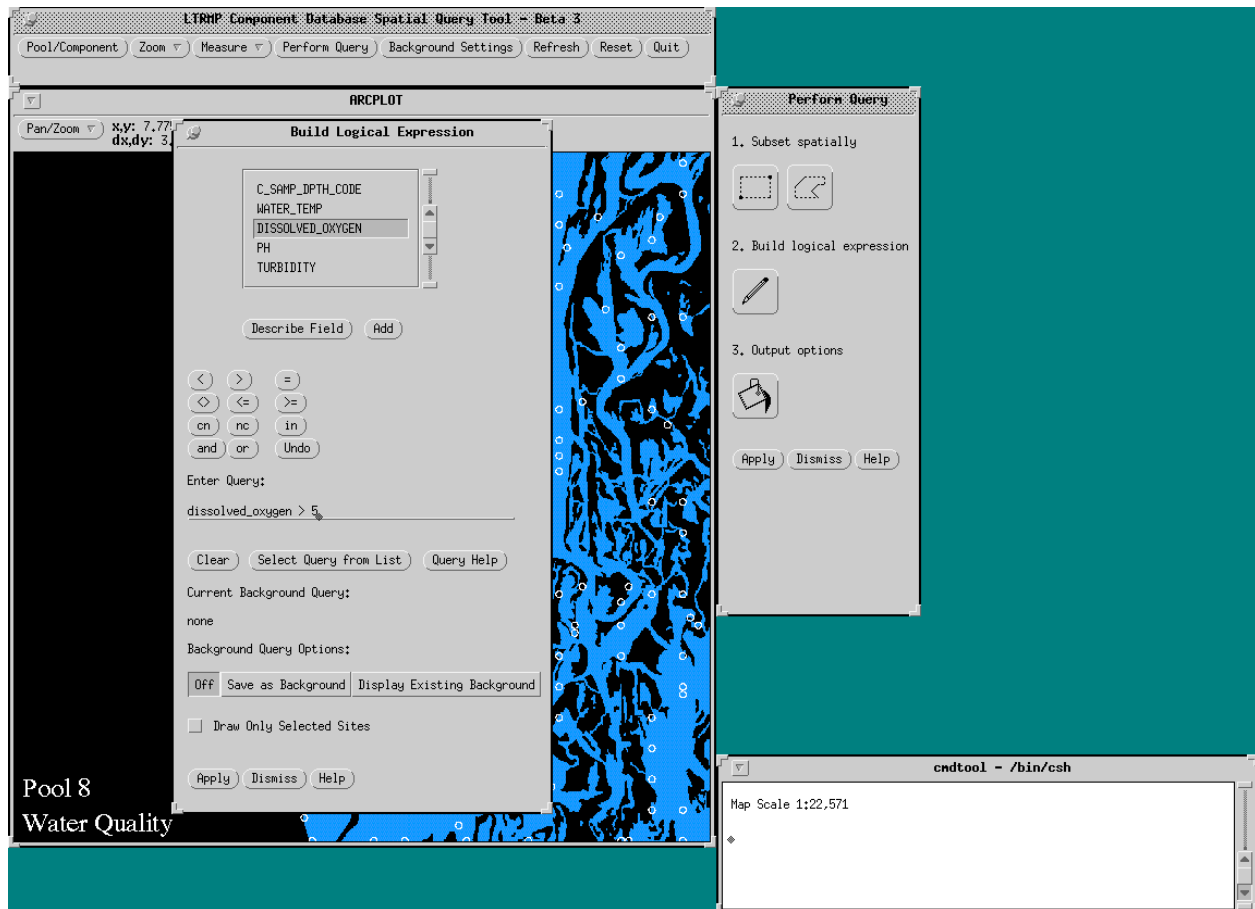 LTRMP Component Database Spatial Query Tool - Beta 3
Pool/Component Zoom Measure Perform Query Background Settings Refresh Reset Quit
ARCPLOT
Pan/Zoom x,y: 7.77
dx,dy: 3.
Build Logical Expression
C_SAMP_DPTH_CODE
WATER_TEMP
DISSOLVED_OXYGEN
PH
TURBIDITY
Describe Field Add
< > =
<> <= >=
cn nc in
and or Undo
Enter Query:
dissolved_oxygen > 5
Clear Select Query from List Query Help
Current Background Query:
none
Background Query Options:
Off Save as Background Display Existing Background
Draw Only Selected Sites
Apply Dismiss Help
Pool 8
Water Quality
Perform Query
1. Subset spatially
2. Build logical expression
3. Output options
Apply Dismiss Help
cmdtool - /bin/csh
Map Scale 1:22,571